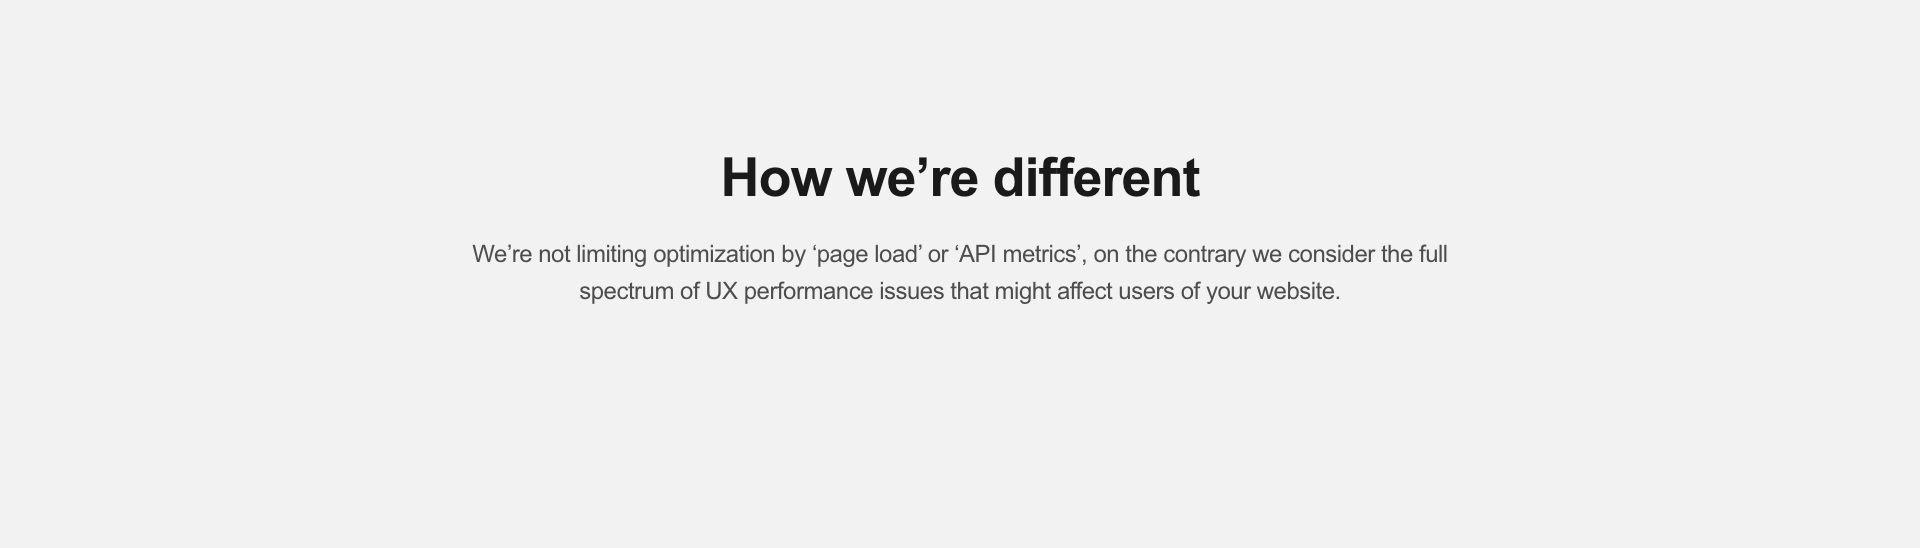 How we’re different
We’re not limiting optimization by ‘page load’ or ‘API metrics’, on the contrary we consider the full
spectrum of UX performance issues that might affect users of your website.